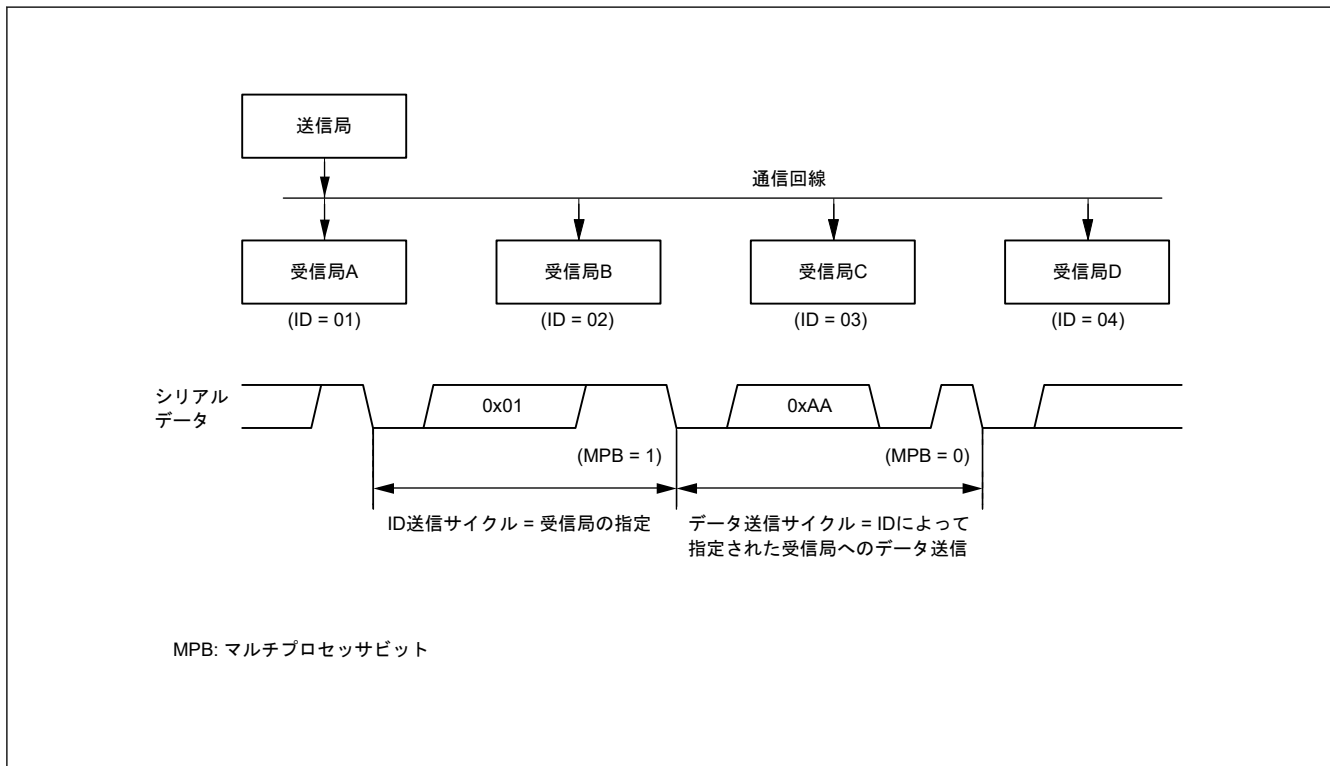 送信局
通信回線
受信局A
受信局B
受信局C
受信局D
(ID = 01)
(ID = 02)
(ID = 03)
(ID = 04)
シリアル
データ
0x01
0xAA
(MPB = 1)
(MPB = 0)
ID送信サイクル = 受信局の指定
データ送信サイクル = IDによって
指定された受信局へのデータ送信
MPB: マルチプロセッサビット